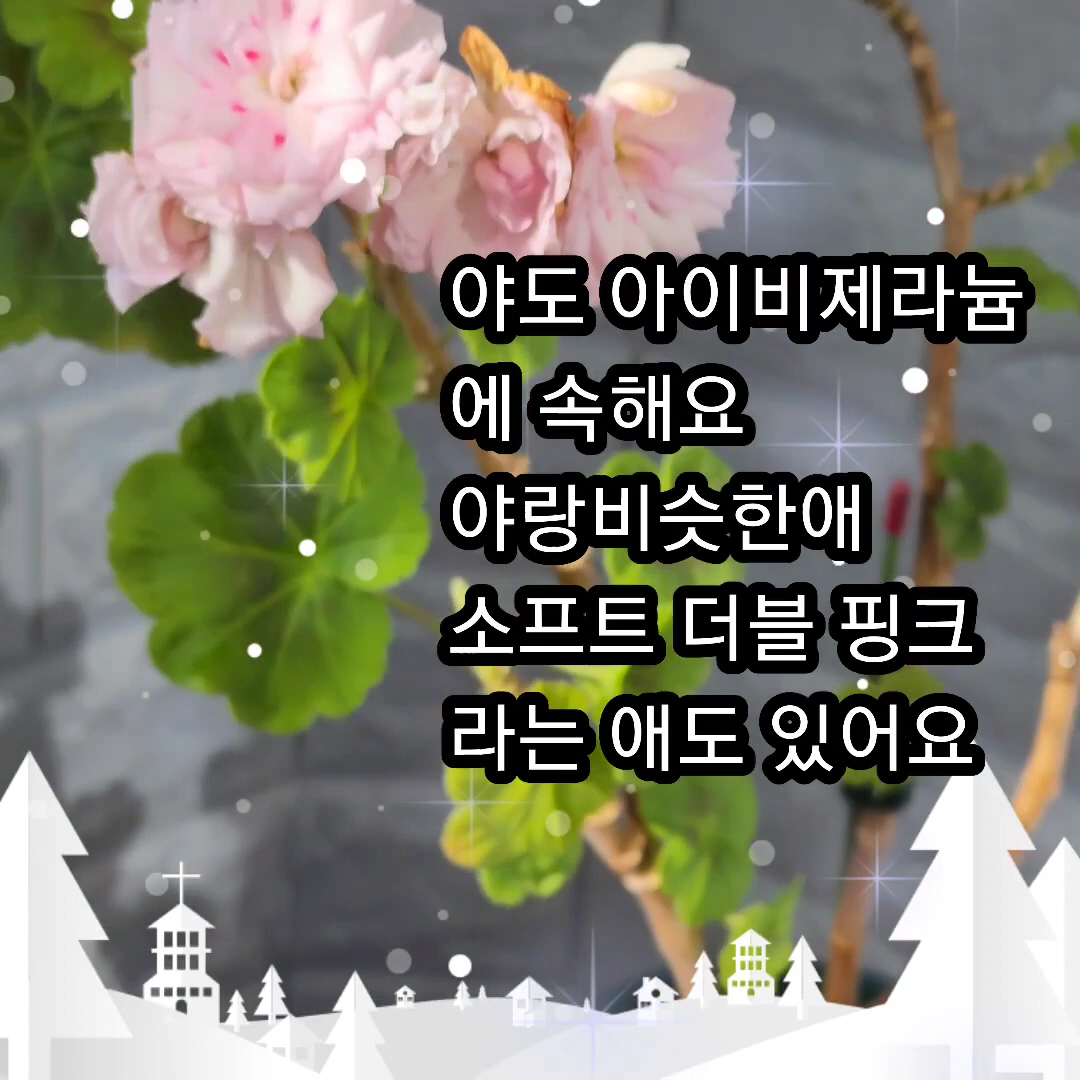 야도 아이비제라늄
에 속해요
야랑비슷한애
소프트 더블 핑크
라는 애도 있어요